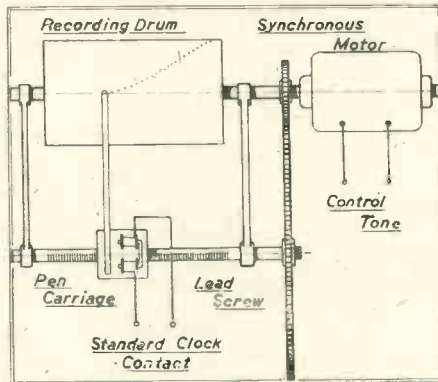 Recording Drum
Synchronous
Motor
Control
Tone
Pen
Carriage
Lead
Screw
Standard Clock
Contact